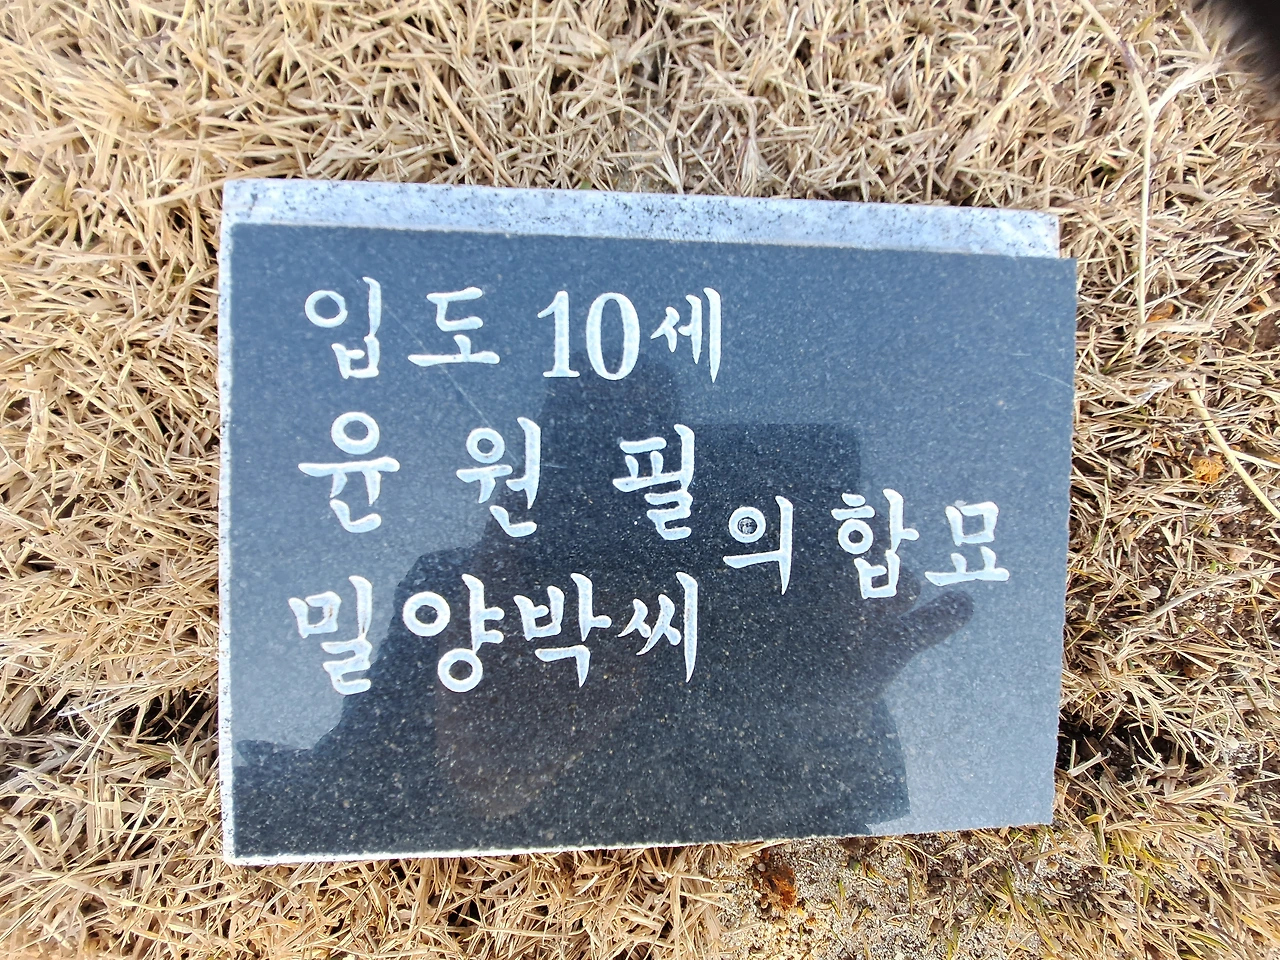 입도 10세
윤 원 필
의 합묘
밀양박씨